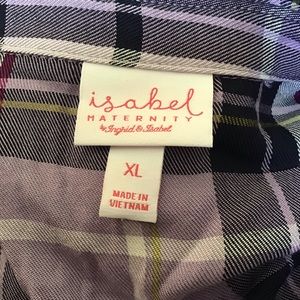 isabel
MATERNITY
by Ingrid & Isabel
XL
MADE IN
VIETNAM